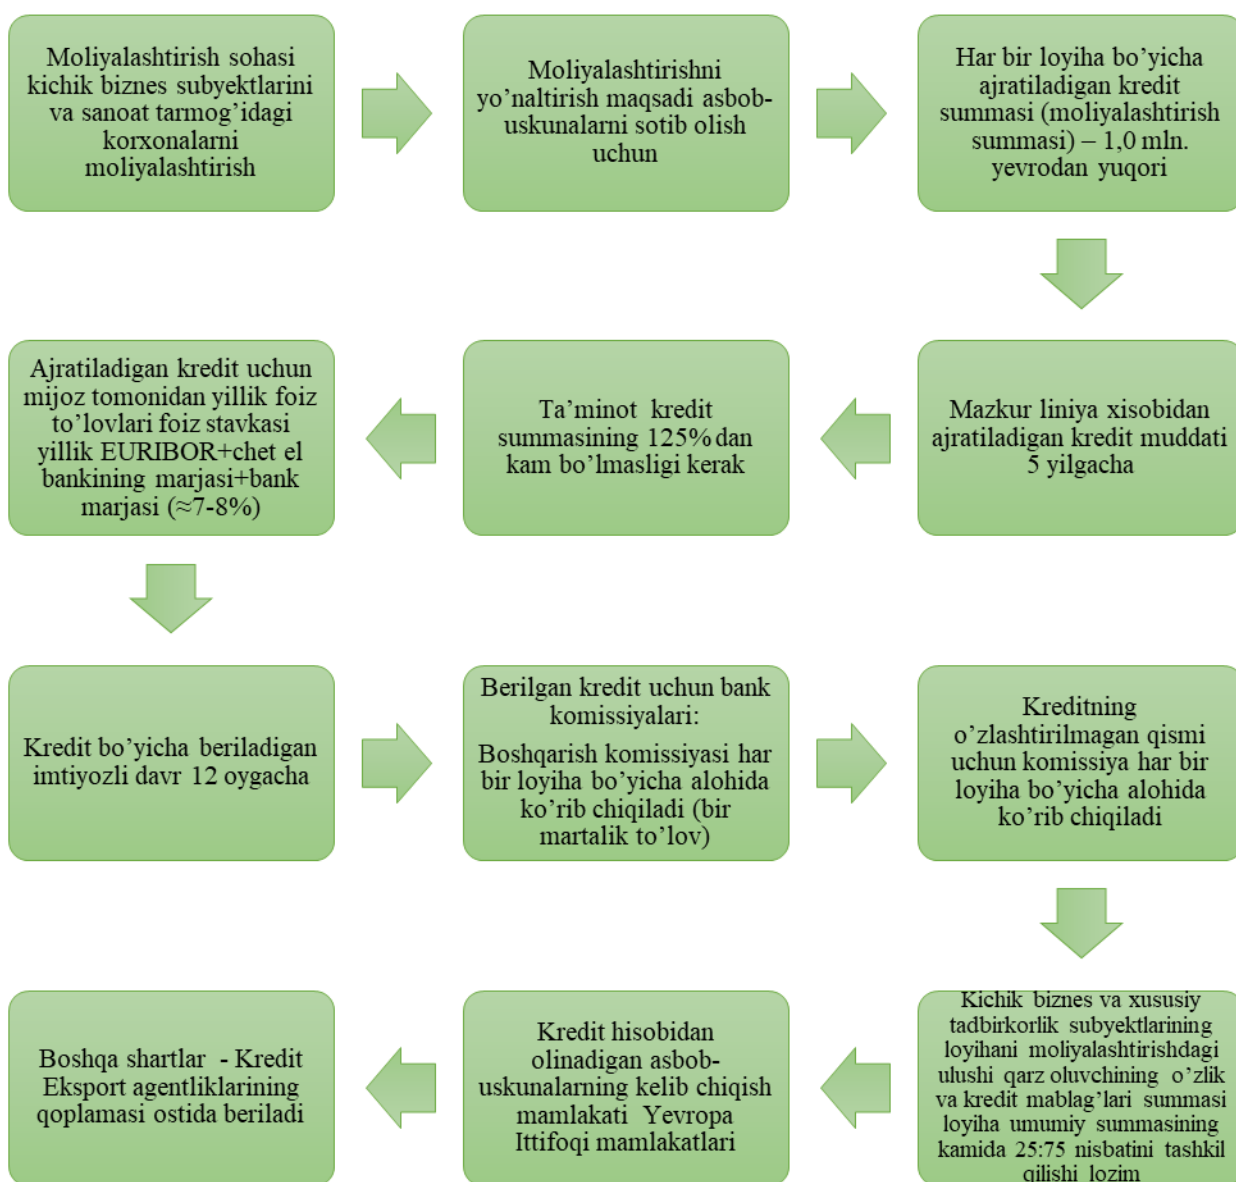 Moliyalashtirish sohasi
kichik biznes subyektlarini
va sanoat tarmog’idagi
korxonalarni
moliyalashtirish
Moliyalashtirishni
yo’naltirish maqsadi asbob-
uskunalarni sotib olish
uchun
Har bir loyiha bo’yicha
ajratiladigan kredit
summasi (moliyalashtirish
summasi) – 1,0 mln.
yevrodan yuqori
Mazkur liniya xisobidan
ajratiladigan kredit muddati
5 yilgacha
Ta’minot kredit
summasining 125% dan
kam bo’lmasligi kerak
Ajratiladigan kredit uchun
mijoz tomonidan yillik foiz
to’lovlari foiz stavkasi
yillik EURIBOR+chet el
bankining marjasi+bank
marjasi (≈7-8%)
Kredit bo’yicha beriladigan
imtiyozli davr 12 oygacha
Berilgan kredit uchun bank
komissiyalari:
Boshqarish komissiyasi har
bir loyiha bo’yicha alohida
ko’rib chiqiladi (bir
martalik to’lov)
Kreditning
o’zlashtirilmagan qismi
uchun komissiya har bir
loyiha bo’yicha alohida
ko’rib chiqiladi
Kichik biznes va xususiy
tadbirkorlik subyektlarining
loyihani moliyalashtirishdagi
ulushi qarz oluvchining o’zlik
va kredit mablag’lari summasi
loyiha umumiy summasining
kamida 25:75 nisbatini tashkil
qilishi lozim
Kredit hisobidan
olinadigan asbob-
uskunalarning kelib chiqish
mamlakati Yevropa
Ittifoqi mamlakatlari
Boshqa shartlar - Kredit
Eksport agentliklarining
qoplamasi ostida beriladi